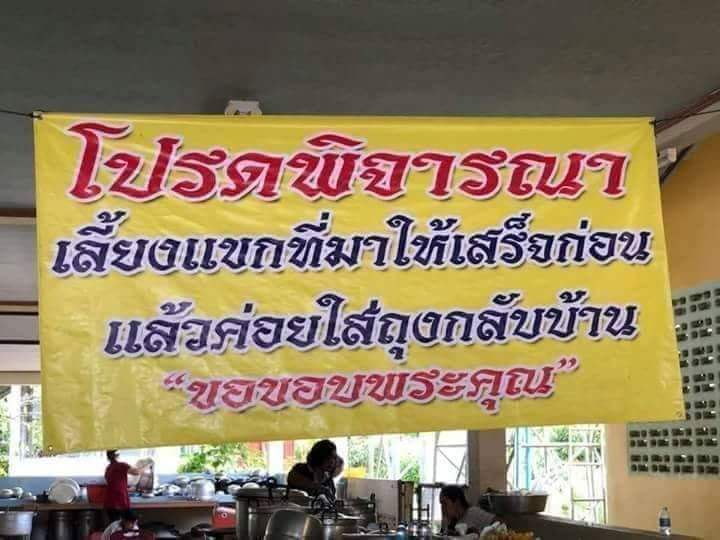 โปรดพิจารณา
เลี้ยงแขกที่มาให้เสร็จก่อน
แล้วค่อยใส่ถุงกลับบ้าน
“ขอขอบพระคุณ”